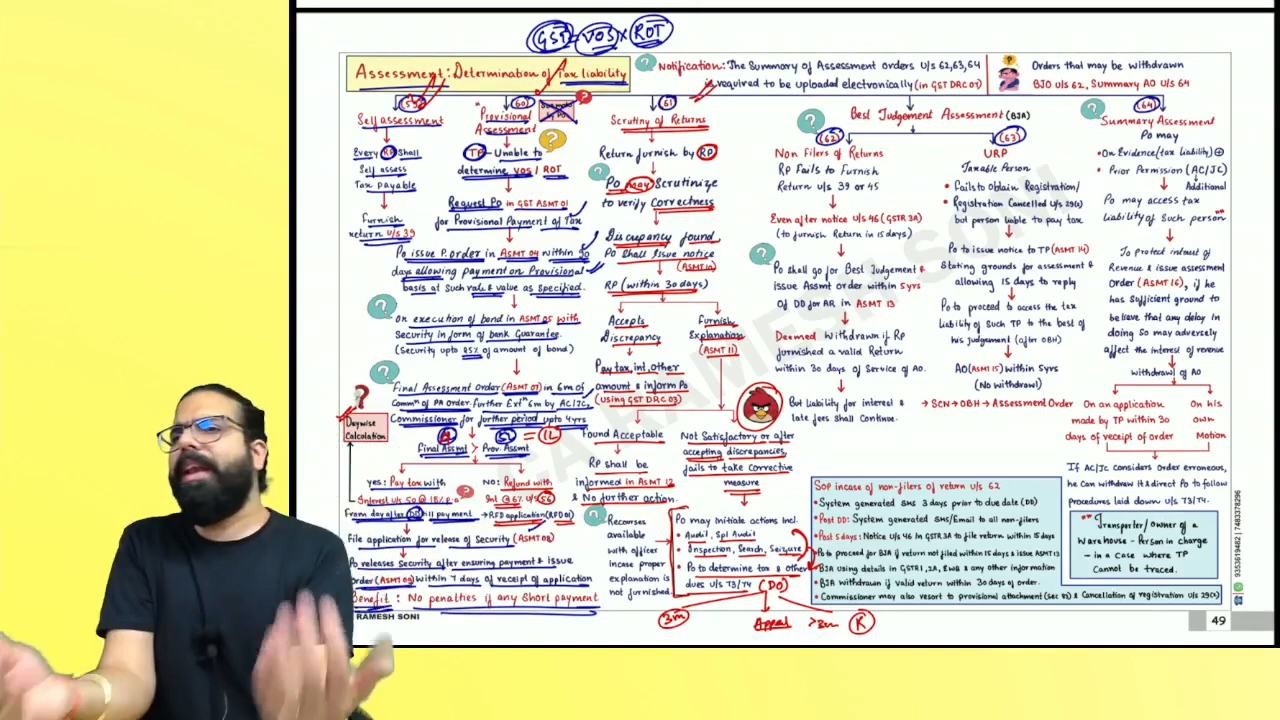 GST = VOS x ROT
Assessment: Determination of Tax liability
Notification: The Summary of Assessment orders u/s 62,63,64
is required to be uploaded electronically (in GST DRC 07)
Orders that may be withdrawn
BJO u/s 62, Summary AO u/s 64
(59)
Self assessment
Every RP Shall
Self assess
Tax payable
Furnish
return u/s 39
(60)
Provisional
Assessment
TP - Unable to
determine VOS / ROT
Request PO in GST ASMT 01
for Provisional Payment of Tax
PO issue P.order in ASMT 04 within 90
days allowing payment on Provisional
basis at Such rate & value as specified.
On execution of bond in ASMT 05 with
Security in form of bank Guarantee.
(Security upto 25% of amount of bond)
Final Assessment Order (ASMT 07) in 6m of
Commn of PA order. Further Extn 6m by AC/JC,
Commissioner for further period upto 4yrs
Final Assmt > Prov. Assmt
yes: Pay tax with
Interest u/s 50 @ 18% p.a
From day after DD till payment
No: Refund with
Int @ 6% u/s 56
→ RFD application (RFD 01)
Daywise
Calculation
File application for release of Security (ASMT 08)
PO releases Security after ensuring payment & issue
order (ASMT 09) within 7 days of receipt of application
Benefit: No penalties if any Short payment
(61)
Scrutiny of Returns
Return furnish by RP
PO may Scrutinize
to verify Correctness
Discrepancy found
PO Shall Issue notice
(ASMT 10)
RP (within 30 days)
Accepts
Discrepancy
Pay tax, int, other
amount & inform PO
(using GST DRC 03)
Furnish
Explanation
(ASMT 11)
Found Acceptable
RP shall be
informed in ASMT 12
& No further action.
Not Satisfactory or after
accepting discrepancies,
fails to take Corrective
measure
Recourses
available
with officer
incase proper
explanation is
not furnished.
PO may initiate actions Incl.
• Audit, Spl Audit
• Inspection, Search, Seizure
• PO to determine tax & other
dues u/s 73/74 (DO)
3m
Appeal
>3m
R
Best Judgement Assessment (BJA)
(62)
Non Filers of Returns
RP Fails to Furnish
Return u/s 39 or 45
Even after notice u/s 46 (GSTR 3A)
(to furnish Return in 15 days)
PO shall go for Best Judgement &
issue Assmt order within 5yrs
of DD for AR in ASMT 13
Deemed withdrawn if RP
furnished a valid Return
within 30 days of Service of AO.
But liability for interest &
late fees shall Continue.
(63)
URP
Taxable Person
• Fails to obtain Registration/
• Registration Cancelled u/s 29(2)
but person liable to pay tax
PO to issue notice to TP (ASMT 14)
Stating grounds for assessment &
allowing 15 days to reply
PO to proceed to access the tax
liability of Such TP to the best of
his judgement (after OBH)
AO (ASMT 15) within 5yrs
(No withdrawal)
→ SCN → OBH → Assessment Order
(64)
Summary Assessment
PO may
• On Evidence (tax liability) ⊕
• Prior Permission (AC/JC)
Additional
PO may access tax
liability of Such person**
To protect interest of
Revenue & issue assessment
Order (ASMT 16), if he
has Sufficient ground to
believe that any delay in
doing So may adversely
affect the interest of revenue
withdrawal of AO
On an application
made by TP within 30
days of receipt of order
On his
own
Motion
If AC/JC considers Order erroneous,
he can withdraw it & direct PO to follow
procedures laid down u/s 73/74.
SOP incase of non-filers of return u/s 62
• System generated SMS 3 days prior to due date (DD)
• Post DD: System generated SMS/Email to all non-filers
• Post 5 days: Notice u/s 46 in GSTR 3A to file return within 15 days
• PO to proceed for BJA if return not filed within 15 days & issue ASMT 13
• BJA using details in GSTR1, 2A, EWB & any other information
• BJA withdrawn if valid return within 30 days of order.
• Commissioner may also resort to provisional attachment (sec 83) & Cancellation of registration u/s 29(2)
** Transporter/Owner of a
Warehouse - Person in charge
- in a case where TP
Cannot be traced.
CA RAMESH SONI
RAMESH SONI
49
9353619482 | 7483378296